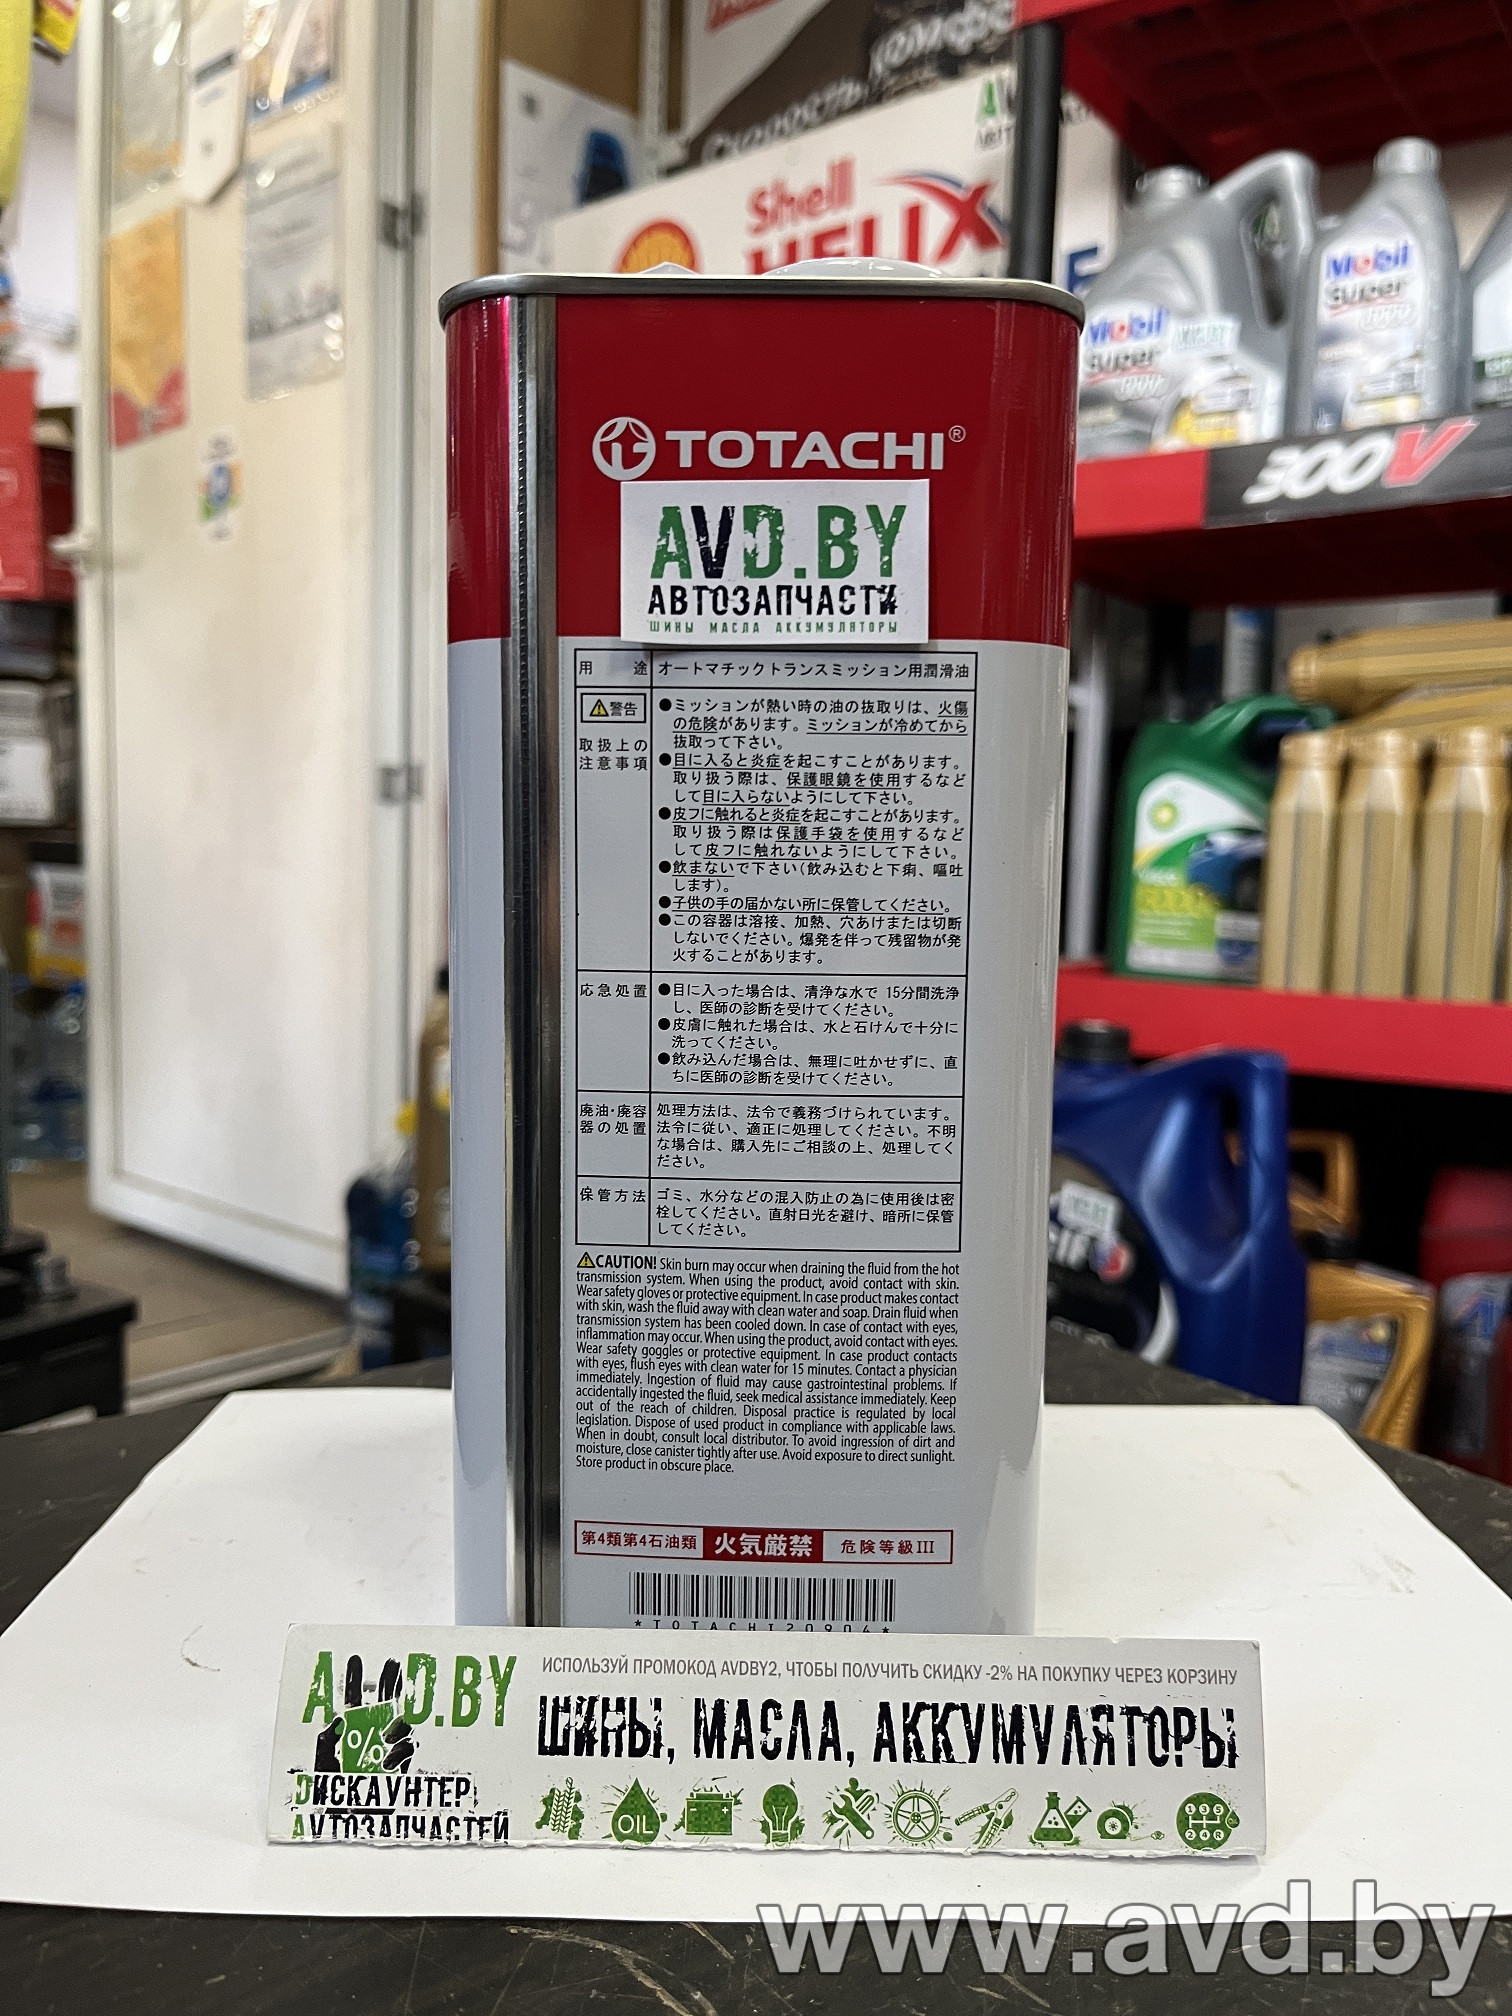 Скорость, комфо
Shell
HELIX
Mobil
Super
1000
Mobil
Super
1000
300V
bp
TOTACHI®
AVD.BY
АВТОЗАПЧАСТИ
ШИНЫ МАСЛА АККУМУЛЯТОРЫ
用途 オートマチックトランスミッション用潤滑油
⚠警告
取扱上の
注意事項
●ミッションが熱い時の油の抜取りは、火傷
の危険があります。ミッションが冷めてから
抜取って下さい。
●目に入ると炎症を起こすことがあります。
取り扱う際は、保護眼鏡を使用するなど
して目に入らないようにして下さい。
●皮フに触れると炎症を起こすことがあります。
取り扱う際は保護手袋を使用するなど
して皮フに触れないようにして下さい。
●飲まないで下さい(飲み込むと下痢、嘔吐
します)。
●子供の手の届かない所に保管してください。
●この容器は溶接、加熱、穴あけまたは切断
しないでください。爆発を伴って残留物が発
火することがあります。
応急処置
●目に入った場合は、清浄な水で 15分間洗浄
し、医師の診断を受けてください。
●皮膚に触れた場合は、水と石けんで十分に
洗ってください。
●飲み込んだ場合は、無理に吐かせずに、直
ちに医師の診断を受けてください。
廃油・廃容
器の処置
処理方法は、法令で義務づけられています。
法令に従い、適正に処理してください。不明
な場合は、購入先にご相談の上、処理してく
ださい。
保管方法
ゴミ、水分などの混入防止の為に使用後は密
栓してください。直射日光を避け、暗所に保管
してください。
⚠CAUTION! Skin burn may occur when draining the fluid from the hot
transmission system. When using the product, avoid contact with skin.
Wear safety gloves or protective equipment. In case product makes contact
with skin, wash the fluid away with clean water and soap. Drain fluid when
transmission system has been cooled down. In case of contact with eyes,
inflammation may occur. When using the product, avoid contact with eyes.
Wear safety goggles or protective equipment. In case product contacts
with eyes, flush eyes with clean water for 15 minutes. Contact a physician
immediately. Ingestion of fluid may cause gastrointestinal problems. If
accidentally ingested the fluid, seek medical assistance immediately. Keep
out of the reach of children. Disposal practice is regulated by local
legislation. Dispose of used product in compliance with applicable laws.
When in doubt, consult local distributor. To avoid ingression of dirt and
moisture, close canister tightly after use. Avoid exposure to direct sunlight.
Store product in obscure place.
第4類第4石油類 火気厳禁 危険等級III
*TOTACHI20904*
AVD.BY
%
DИСКАУНТЕР
АVТОЗАПЧАСТЕЙ
ИСПОЛЬЗУЙ ПРОМОКОД AVDBY2, ЧТОБЫ ПОЛУЧИТЬ СКИДКУ -2% НА ПОКУПКУ ЧЕРЕЗ КОРЗИНУ
ШИНЫ, МАСЛА, АККУМУЛЯТОРЫ
OIL
1 3 5
2 4 R
www.avd.by